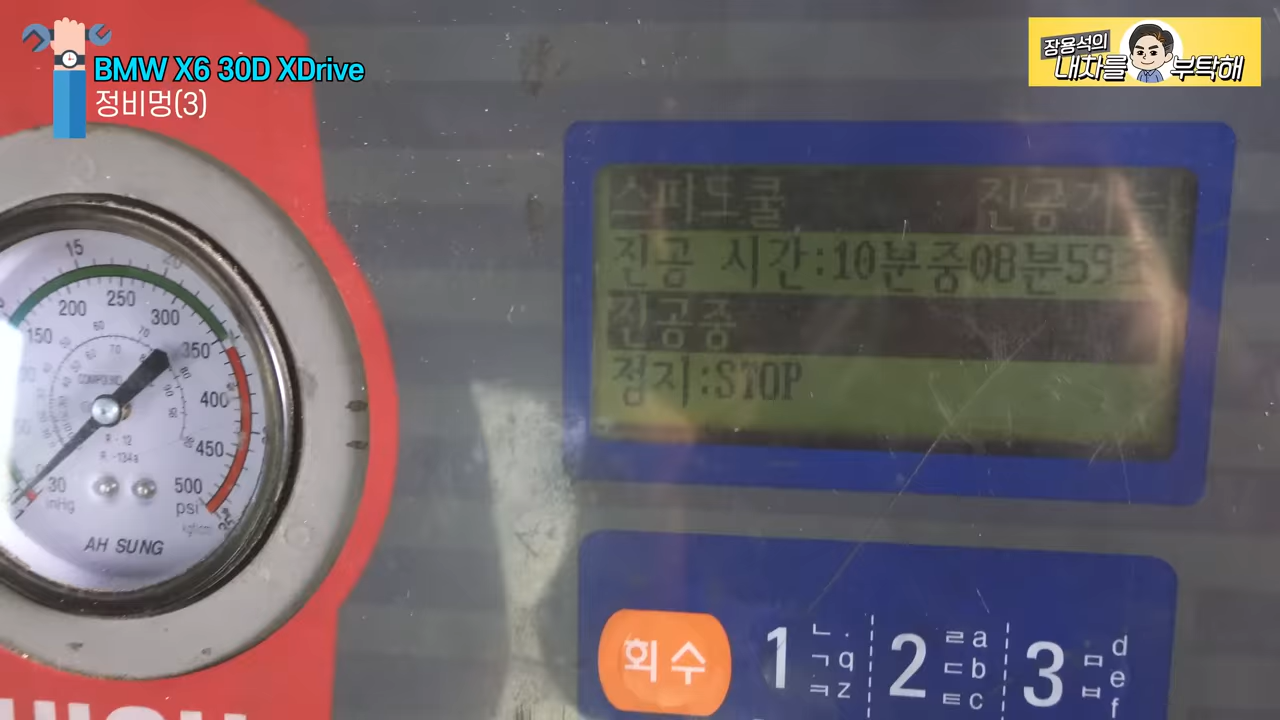 BMW X6 30D XDrive
정비멍(3)
장용석의
내차를 부탁해
스피드쿨 진공기능
진공 시간:10분중08분59초
진공중
정지:STOP
15
150 200 250 300 350 400 450 500
30
inHg
psi
COMPOUND
R-12
R-134a
AH SUNG
회수
1 ㄴ . ㄱ q ㅋ z
2 ㄹ a ㄷ b ㅌ c
3 ㅁ d ㅂ e f